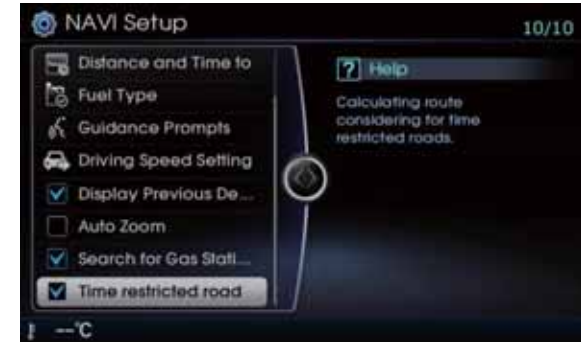 NAVI Setup
10/10
Distance and Time to
Fuel Type
Guidance Prompts
Driving Speed Setting
Display Previous De...
Auto Zoom
Search for Gas Stati...
Time restricted road
? Help
Calculating route
considering for time
restricted roads.
--°C